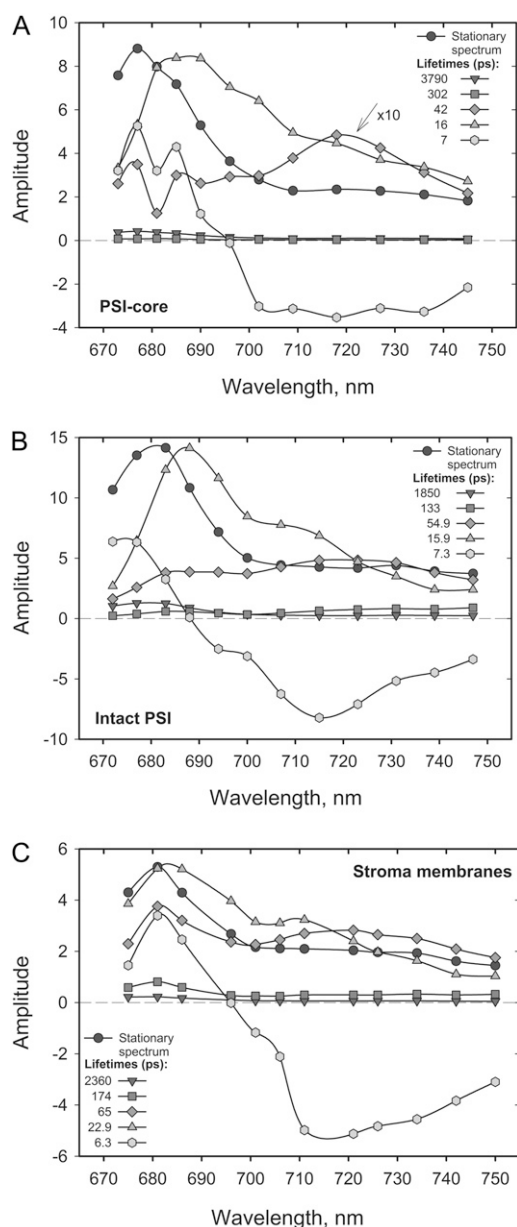 A
10
8
6
4
2
0
-2
-4
Amplitude
Stationary
spectrum
Lifetimes (ps):
3790
302
42
16
7
x10
PSI-core
670 680 690 700 710 720 730 740 750
Wavelength, nm
B
15
10
5
0
-5
-10
Amplitude
Stationary
spectrum
Lifetimes (ps):
1850
133
54.9
15.9
7.3
Intact PSI
670 680 690 700 710 720 730 740 750
Wavelength, nm
C
6
4
2
0
-2
-4
-6
Amplitude
Stroma membranes
Stationary
spectrum
Lifetimes (ps):
2360
174
65
22.9
6.3
670 680 690 700 710 720 730 740 750
Wavelength, nm